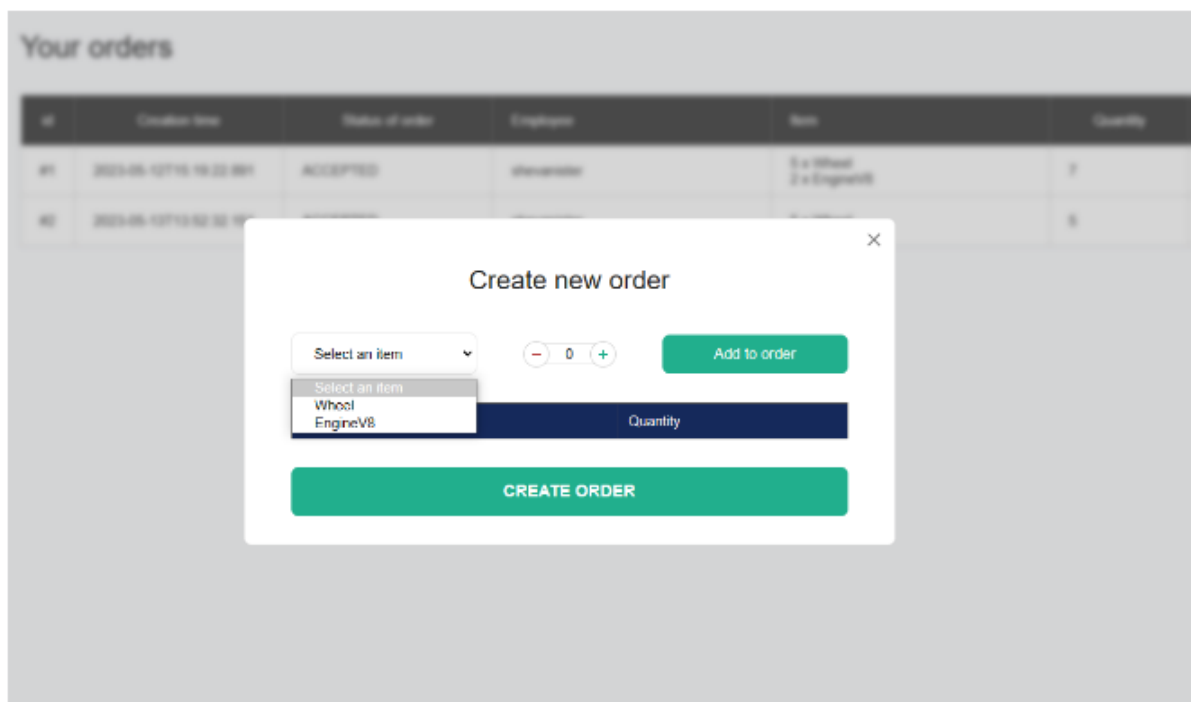 Your orders
id Creation time Status of order Employee Item Quantity
#1 ACCEPTED 5 x Wheel 7
2 x EngineV8
#2 5
Create new order
Select an item 0 Add to order
Select an item
Wheel
EngineV8
Quantity
CREATE ORDER